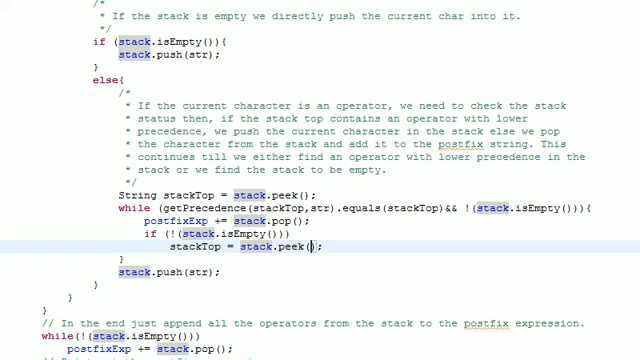 /*
* If the stack is empty we directly push the current char into it.
*/
if (stack.isEmpty()){
stack.push(str);
}
else{
/*
* If the current character is an operator, we need to check the stack
* status then, if the stack top contains an operator with lower
* precedence, we push the current character in the stack else we pop
* the character from the stack and add it to the postfix string. This
* continues till we either find an operator with lower precedence in the
* stack or we find the stack to be empty.
*/
String stackTop = stack.peek();
while (getPrecedence(stackTop,str).equals(stackTop)&& !(stack.isEmpty())){
postfixExp += stack.pop();
if (!(stack.isEmpty()))
stackTop = stack.peek();
}
stack.push(str);
}
}
}
// In the end just append all the operators from the stack to the postfix expression.
while(!(stack.isEmpty()))
postfixExp += stack.pop();